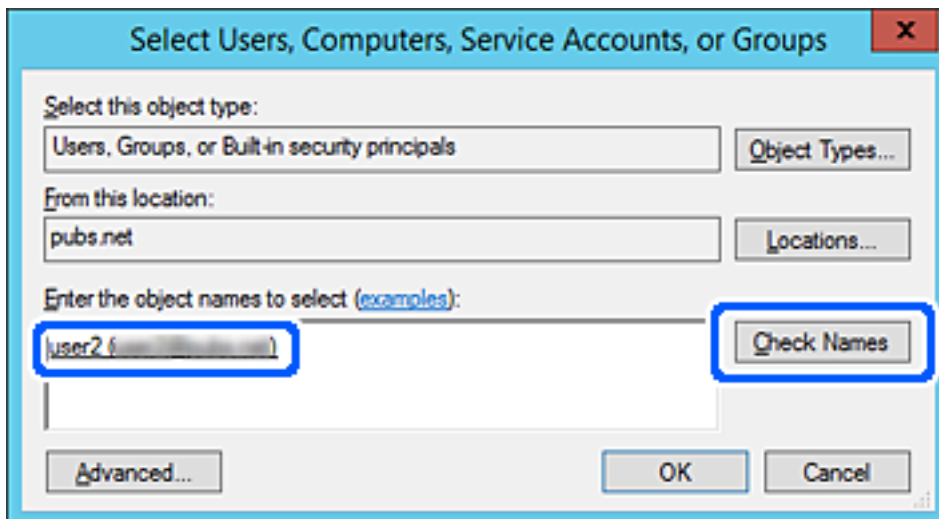 Select Users, Computers, Service Accounts, or Groups
x
Select this object type:
Users, Groups, or Built-in security principals
Object Types...
From this location:
pubs.net
Locations...
Enter the object names to select (examples):
user2 (
)
Check Names
Advanced...
OK
Cancel